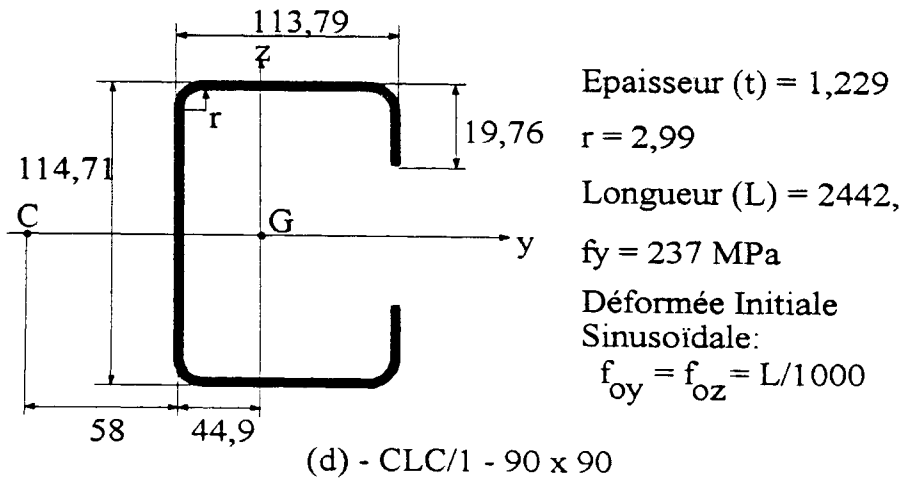 113,79
z
r
19,76
114,71
C
G
y
58
44,9
Epaisseur (t) = 1,229
r = 2,99
Longueur (L) = 2442,
fy = 237 MPa
Déformée Initiale
Sinusoïdale:
foy = foz = L/1000
(d) - CLC/1 - 90 x 90